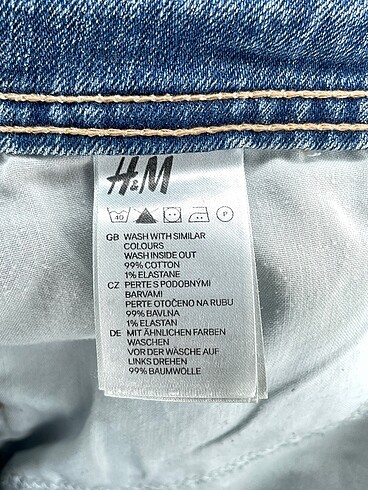 H&M
40 P
GB WASH WITH SIMILAR
COLOURS
WASH INSIDE OUT
99% COTTON
1% ELASTANE
CZ PERTE S PODOBNÝMI
BARVAMI
PERTE OTOČENO NA RUBU
99% BAVLNA
1% ELASTAN
DE MIT ÄHNLICHEN FARBEN
WASCHEN
VOR DER WÄSCHE AUF
LINKS DREHEN
99% BAUMWOLLE